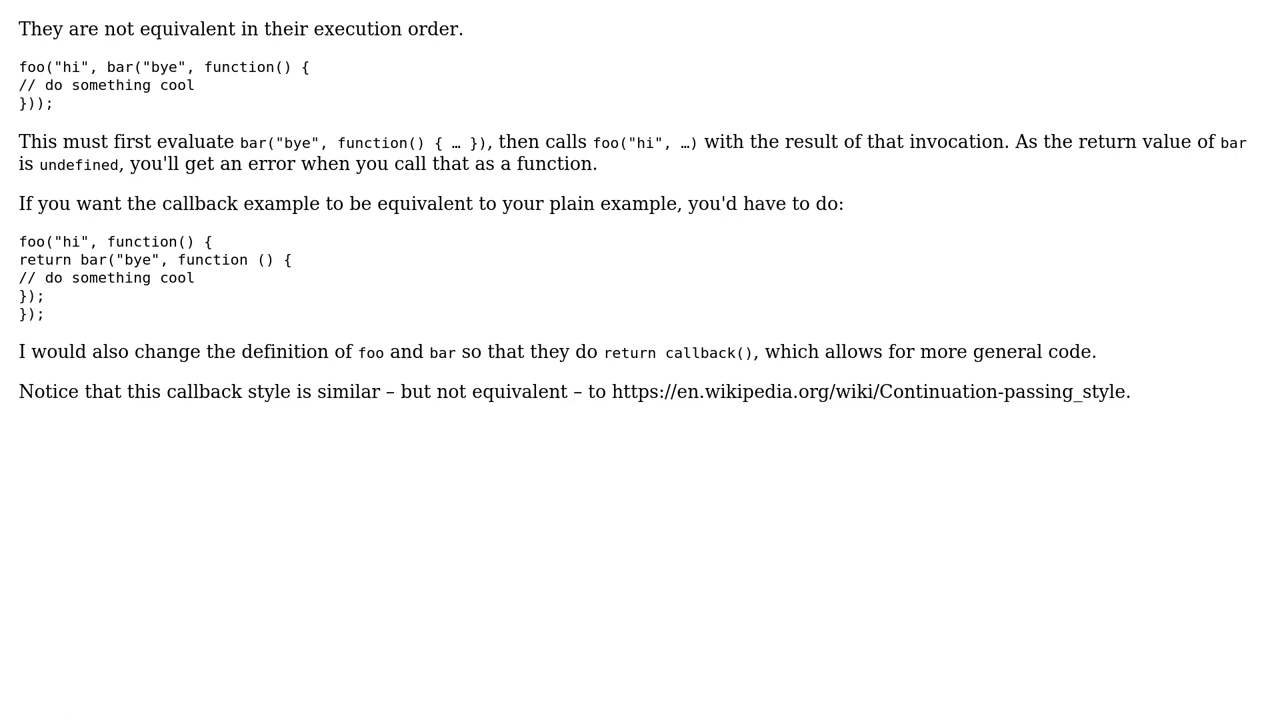 They are not equivalent in their execution order.
foo("hi", bar("bye", function() {
// do something cool
}));
This must first evaluate bar("bye", function() { … }), then calls foo("hi", …) with the result of that invocation. As the return value of bar
is undefined, you'll get an error when you call that as a function.
If you want the callback example to be equivalent to your plain example, you'd have to do:
foo("hi", function() {
return bar("bye", function () {
// do something cool
});
});
I would also change the definition of foo and bar so that they do return callback(), which allows for more general code.
Notice that this callback style is similar – but not equivalent – to https://en.wikipedia.org/wiki/Continuation-passing_style.